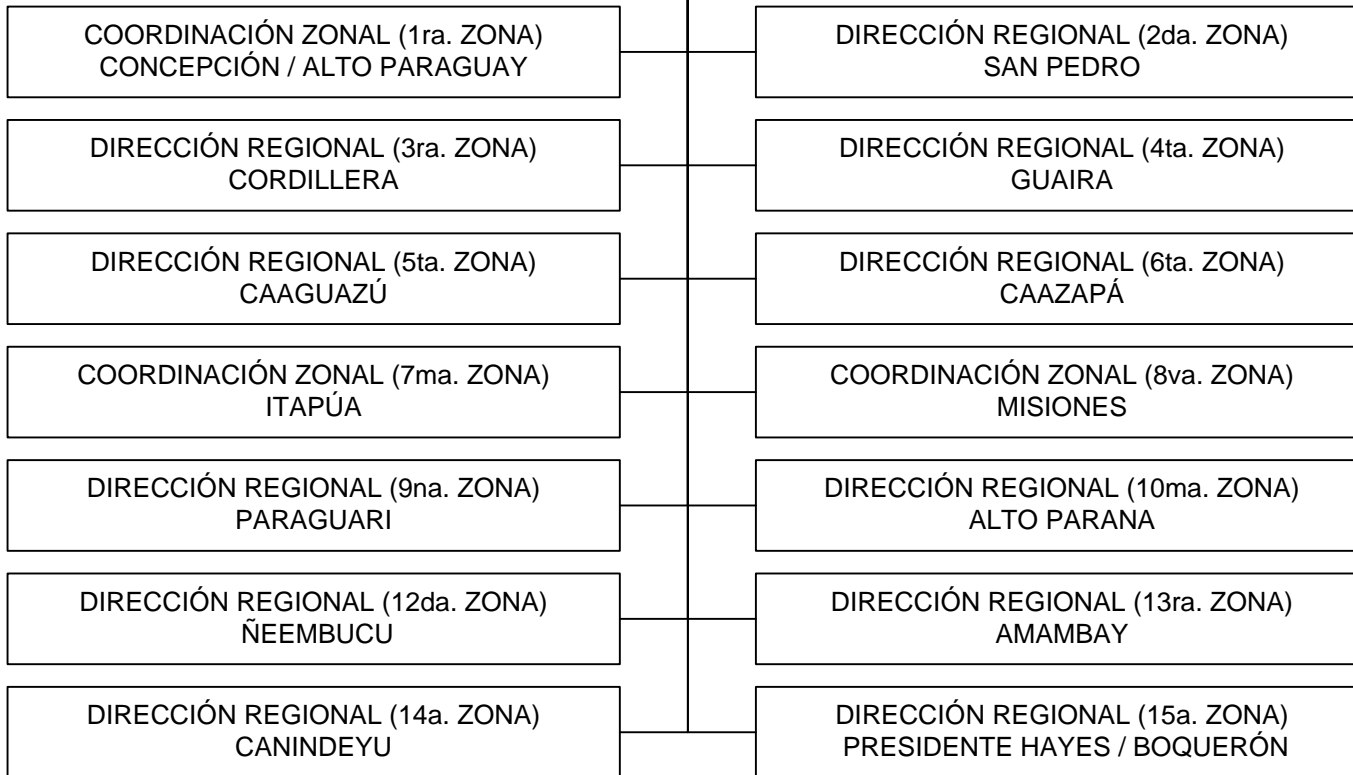 COORDINACIÓN ZONAL (1ra. ZONA)
CONCEPCIÓN / ALTO PARAGUAY
DIRECCIÓN REGIONAL (2da. ZONA)
SAN PEDRO
DIRECCIÓN REGIONAL (3ra. ZONA)
CORDILLERA
DIRECCIÓN REGIONAL (4ta. ZONA)
GUAIRA
DIRECCIÓN REGIONAL (5ta. ZONA)
CAAGUAZÚ
DIRECCIÓN REGIONAL (6ta. ZONA)
CAAZAPÁ
COORDINACIÓN ZONAL (7ma. ZONA)
ITAPÚA
COORDINACIÓN ZONAL (8va. ZONA)
MISIONES
DIRECCIÓN REGIONAL (9na. ZONA)
PARAGUARI
DIRECCIÓN REGIONAL (10ma. ZONA)
ALTO PARANA
DIRECCIÓN REGIONAL (12da. ZONA)
ÑEEMBUCU
DIRECCIÓN REGIONAL (13ra. ZONA)
AMAMBAY
DIRECCIÓN REGIONAL (14a. ZONA)
CANINDEYU
DIRECCIÓN REGIONAL (15a. ZONA)
PRESIDENTE HAYES / BOQUERÓN